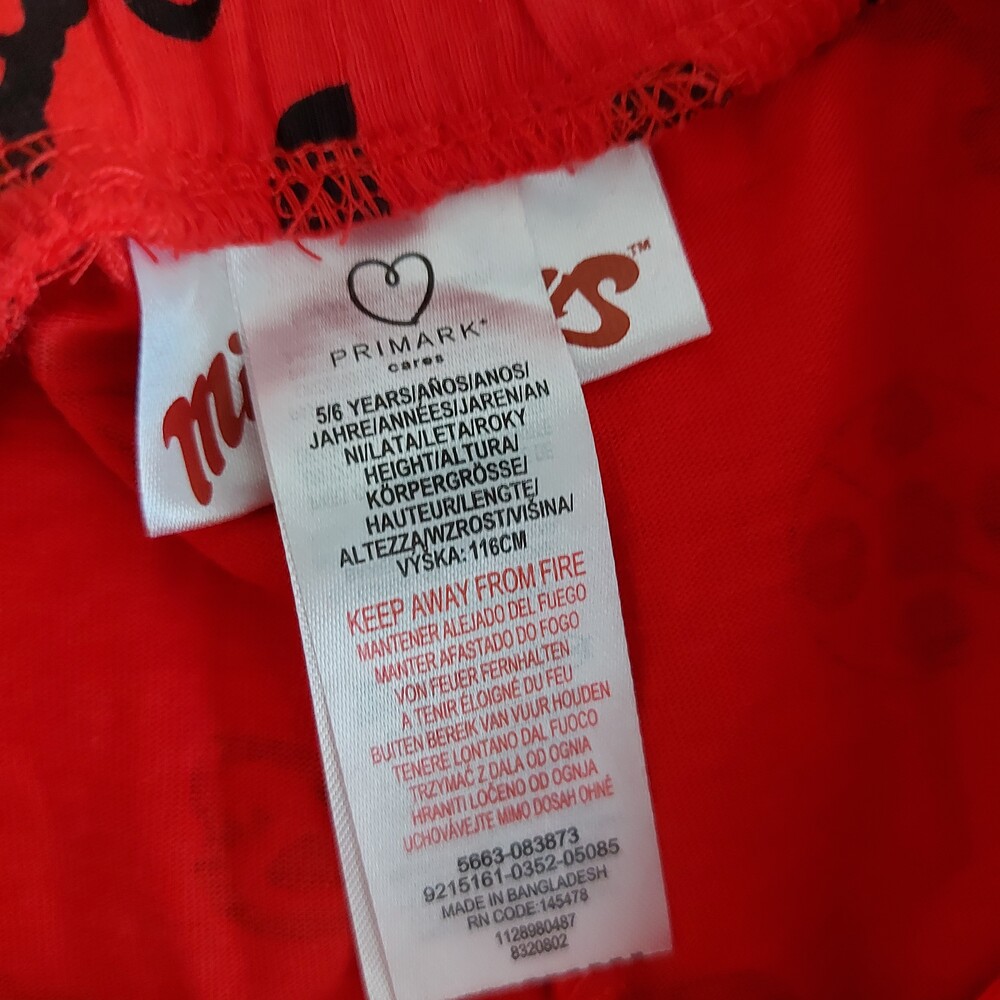 PRIMARK
cares
5/6 YEARS/AÑOS/ANOS/
JAHRE/ANNÉES/JAREN/AN
NI/LATA/LETA/ROKY
HEIGHT/ALTURA/
KÖRPERGRÖSSE/
HAUTEUR/LENGTE/
ALTEZZA/WZROST/VIŠINA/
VÝŠKA: 116CM
KEEP AWAY FROM FIRE
MANTENER ALEJADO DEL FUEGO
MANTER AFASTADO DO FOGO
VON FEUER FERNHALTEN
A TENIR ÉLOIGNÉ DU FEU
BUITEN BEREIK VAN VUUR HOUDEN
TENERE LONTANO DAL FUOCO
TRZYMAČ Z DALA OD OGNIA
HRANITI LOČENO OD OGNJA
UCHOVÁVEJTE MIMO DOSAH OHNĚ
5663-083873
9215161-0352-05085
MADE IN BANGLADESH
RN CODE:145478
1128980487
8320802